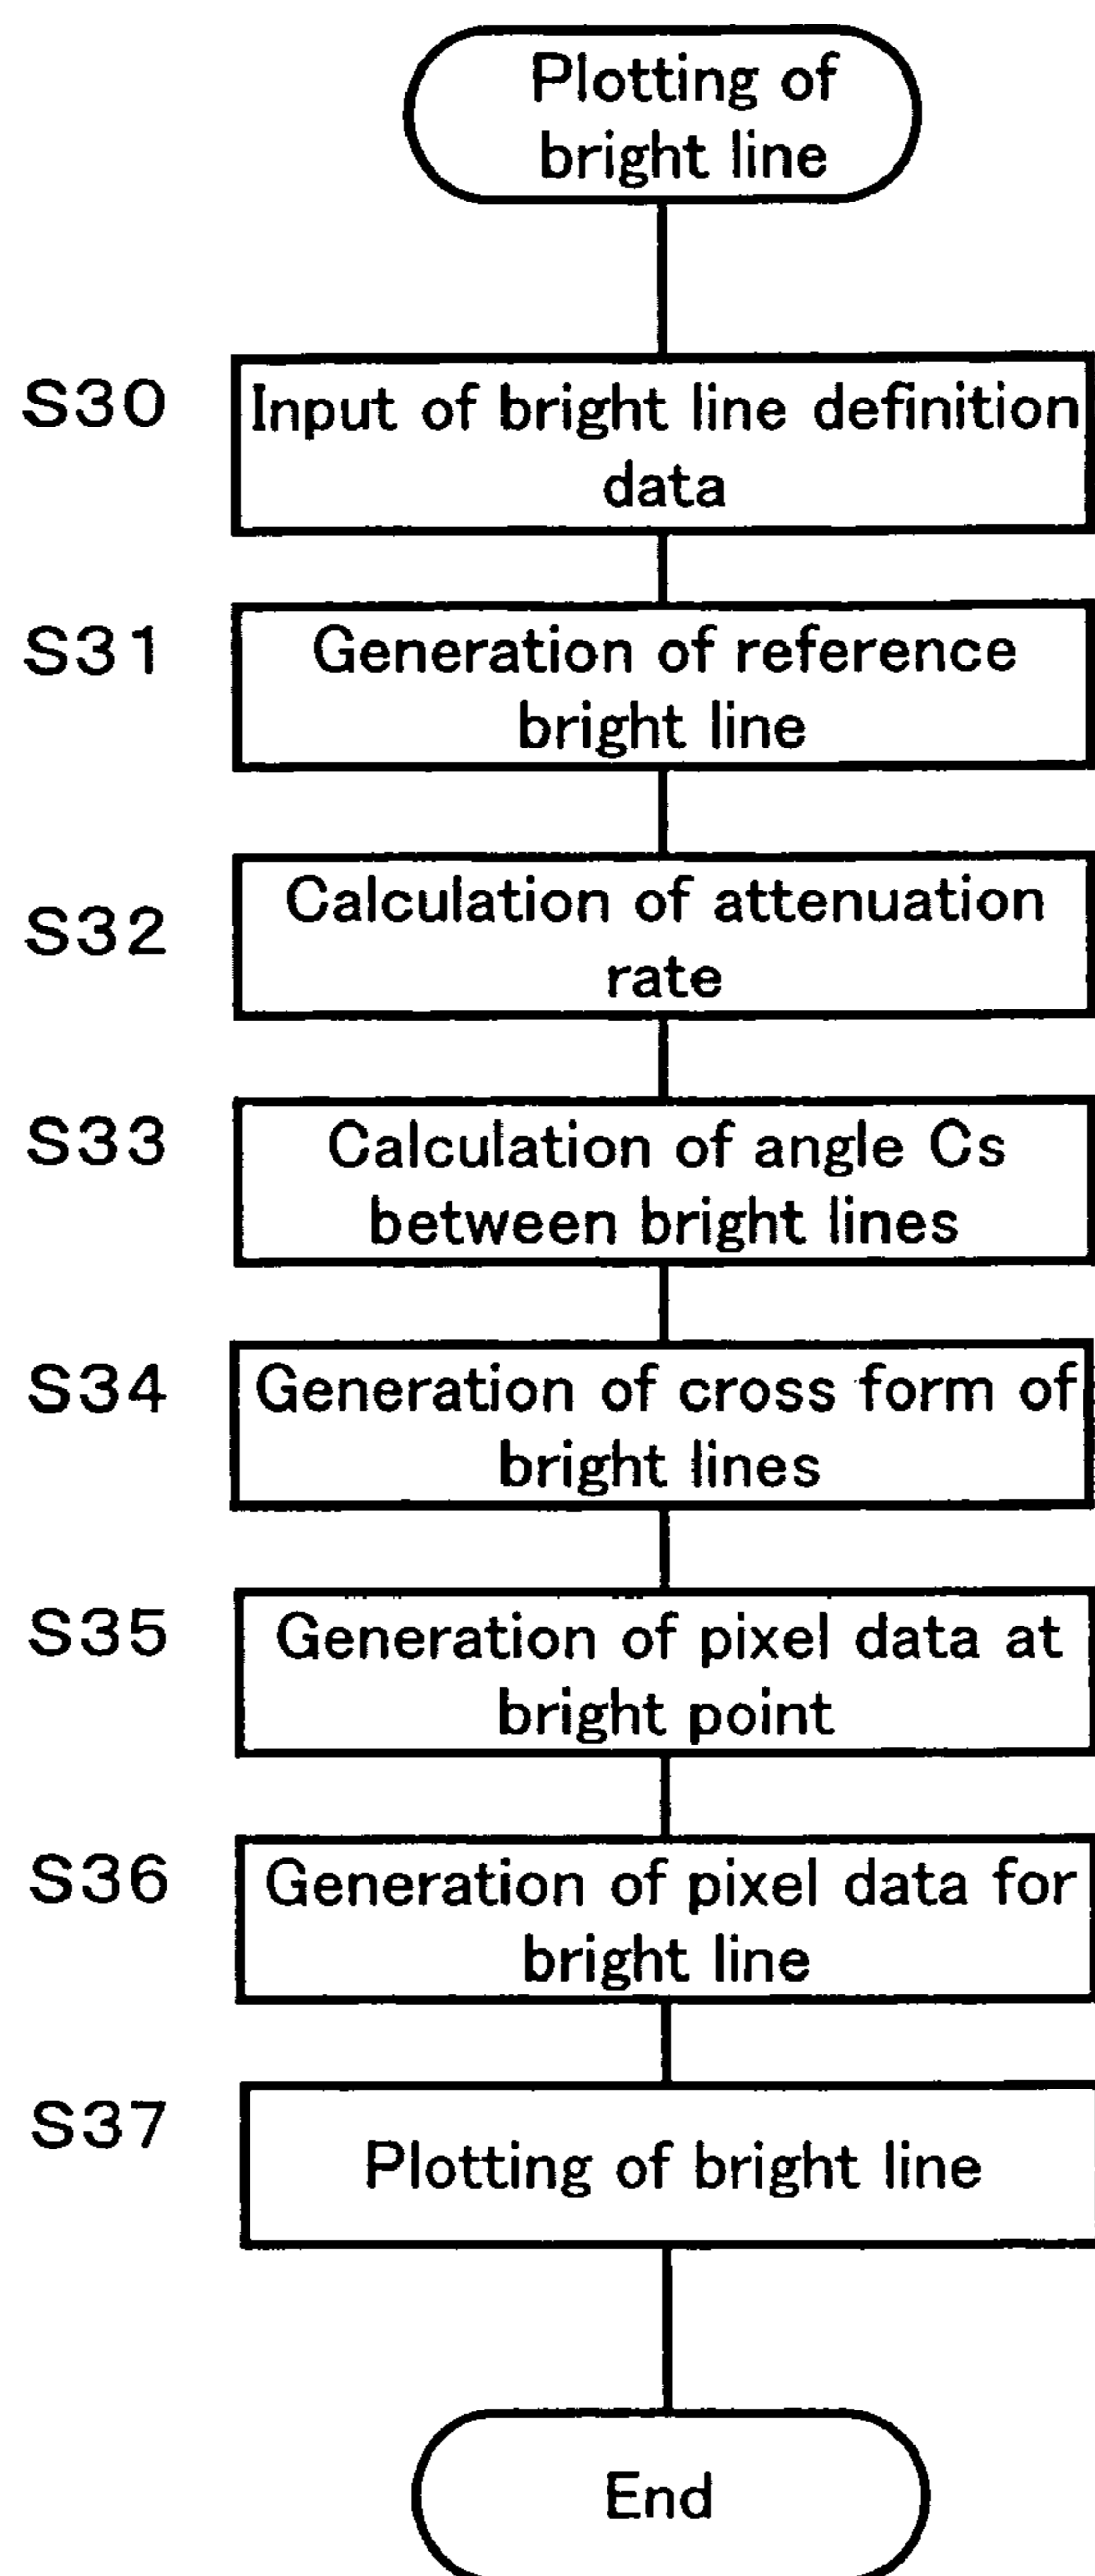 Plotting of
bright line
S30
Input of bright line definition
data
S31
Generation of reference
bright line
S32
Calculation of attenuation
rate
S33
Calculation of angle Cs
between bright lines
S34
Generation of cross form of
bright lines
S35
Generation of pixel data at
bright point
S36
Generation of pixel data for
bright line
S37
Plotting of bright line
End